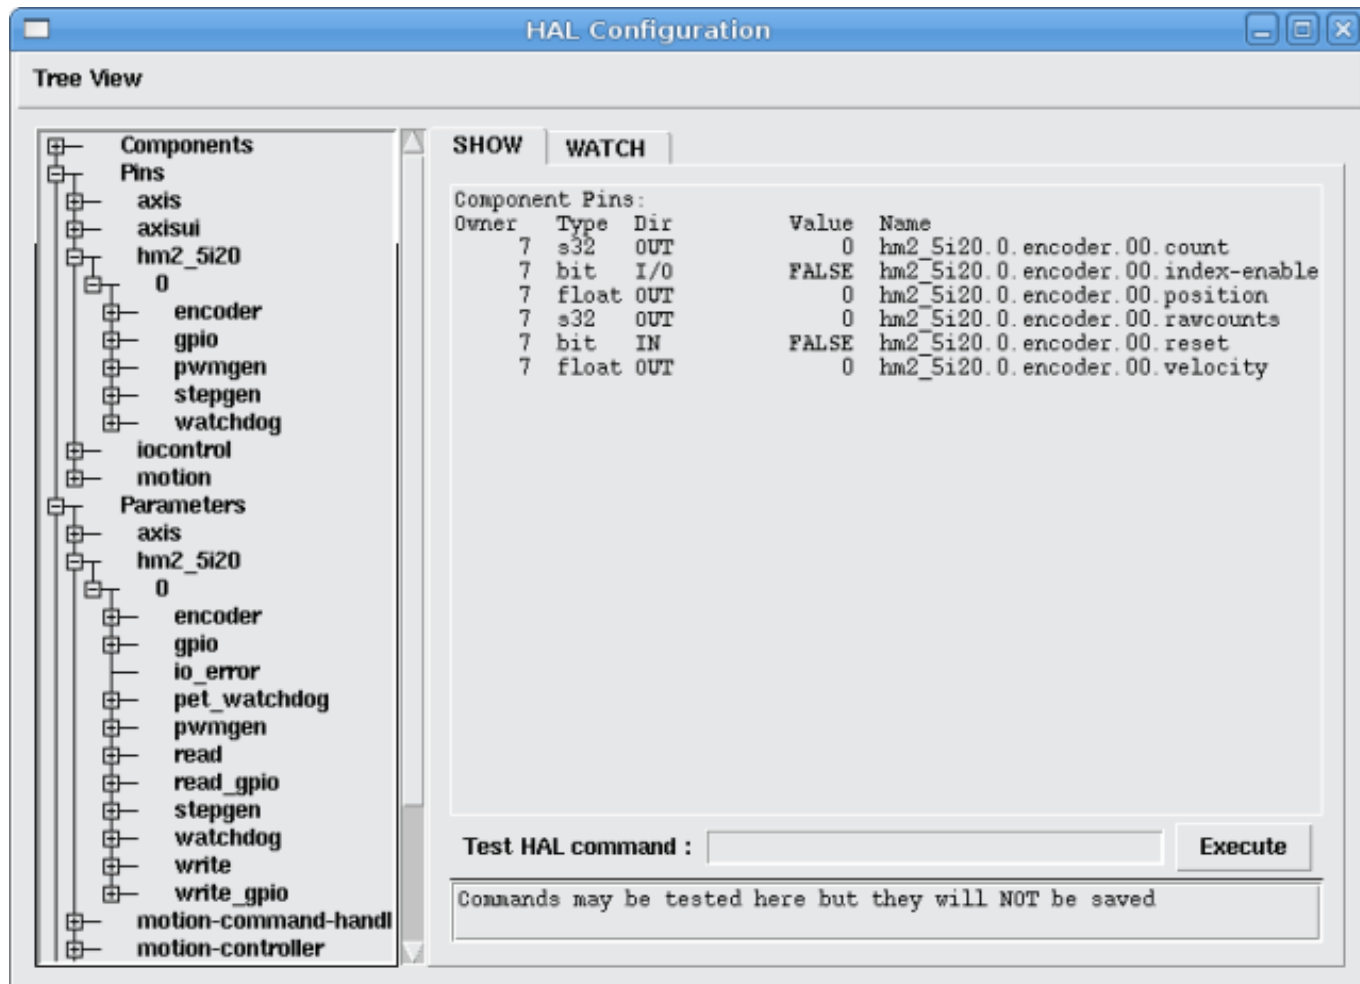 HAL Configuration
Tree View
Components
Pins
axis
axisui
hm2_5i20
0
encoder
gpio
pwmgen
stepgen
watchdog
iocontrol
motion
Parameters
axis
hm2_5i20
0
encoder
gpio
io_error
pet_watchdog
pwmgen
read
read_gpio
stepgen
watchdog
write
write_gpio
motion-command-handl
motion-controller
SHOW WATCH
Component Pins:
Owner Type Dir Value Name
7 s32 OUT 0 hm2_5i20.0.encoder.00.count
7 bit I/O FALSE hm2_5i20.0.encoder.00.index-enable
7 float OUT 0 hm2_5i20.0.encoder.00.position
7 s32 OUT 0 hm2_5i20.0.encoder.00.rawcounts
7 bit IN FALSE hm2_5i20.0.encoder.00.reset
7 float OUT 0 hm2_5i20.0.encoder.00.velocity
Test HAL command : Execute
Commands may be tested here but they will NOT be saved